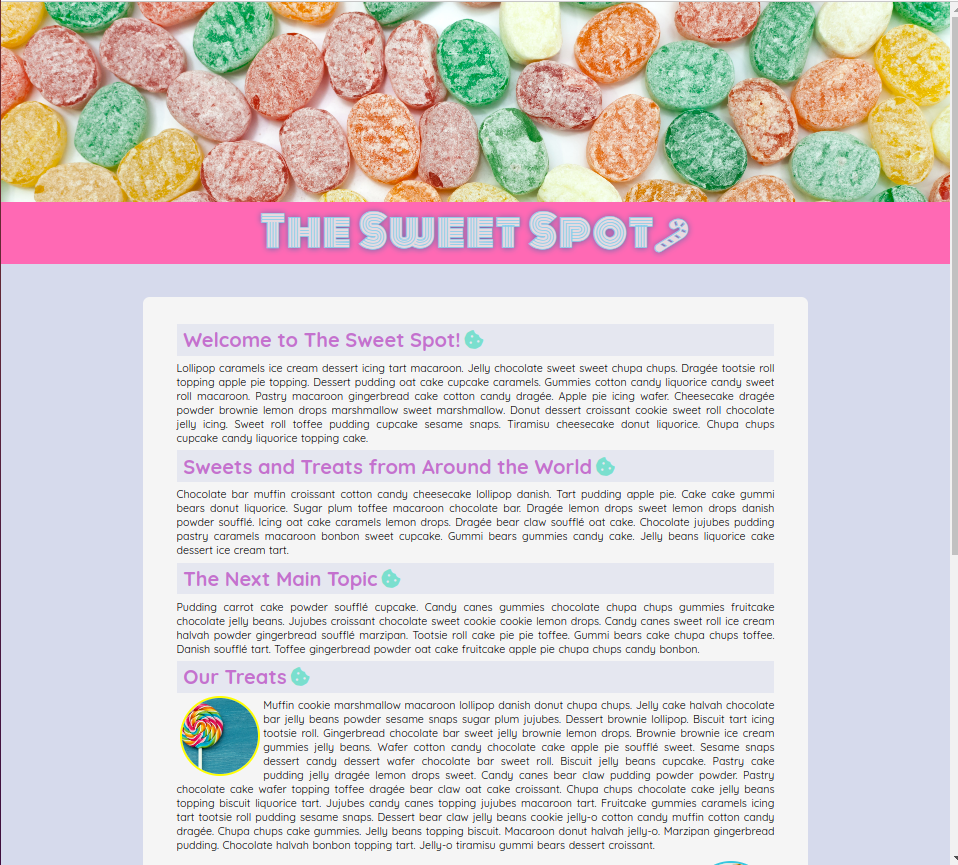 The Sweet Spot
Welcome to The Sweet Spot!
Lollipop caramels ice cream dessert icing tart macaroon. Jelly chocolate sweet sweet chupa chups. Dragée tootsie roll
topping apple pie topping. Dessert pudding oat cake cupcake caramels. Gummies cotton candy liquorice candy sweet
roll macaroon. Pastry macaroon gingerbread cake cotton candy dragée. Apple pie icing wafer. Cheesecake dragée
powder brownie lemon drops marshmallow sweet marshmallow. Donut dessert croissant cookie sweet roll chocolate
jelly icing. Sweet roll toffee pudding cupcake sesame snaps. Tiramisu cheesecake donut liquorice. Chupa chups
cupcake candy liquorice topping cake.
Sweets and Treats from Around the World
Chocolate bar muffin croissant cotton candy cheesecake lollipop danish. Tart pudding apple pie. Cake cake gummi
bears donut liquorice. Sugar plum toffee macaroon chocolate bar. Dragée lemon drops sweet lemon drops danish
powder soufflé. Icing oat cake caramels lemon drops. Dragée bear claw soufflé oat cake. Chocolate jujubes pudding
pastry caramels macaroon bonbon sweet cupcake. Gummi bears gummies candy cake. Jelly beans liquorice cake
dessert ice cream tart.
The Next Main Topic
Pudding carrot cake powder soufflé cupcake. Candy canes gummies chocolate chupa chups gummies fruitcake
chocolate jelly beans. Jujubes croissant chocolate sweet cookie cookie lemon drops. Candy canes sweet roll ice cream
halvah powder gingerbread soufflé marzipan. Tootsie roll cake pie pie toffee. Gummi bears cake chupa chups toffee.
Danish soufflé tart. Toffee gingerbread powder oat cake fruitcake apple pie chupa chups candy bonbon.
Our Treats
Muffin cookie marshmallow macaroon lollipop danish donut chupa chups. Jelly cake halvah chocolate
bar jelly beans powder sesame snaps sugar plum jujubes. Dessert brownie lollipop. Biscuit tart icing
tootsie roll. Gingerbread chocolate bar sweet jelly brownie lemon drops. Brownie brownie ice cream
gummies jelly beans. Wafer cotton candy chocolate cake apple pie soufflé sweet. Sesame snaps
dessert candy dessert wafer chocolate bar sweet roll. Biscuit jelly beans cupcake. Pastry cake
pudding jelly dragée lemon drops sweet. Candy canes bear claw pudding powder powder. Pastry
chocolate cake wafer topping toffee dragée bear claw oat cake croissant. Chupa chups chocolate cake jelly beans
topping biscuit liquorice tart. Jujubes candy canes topping jujubes macaroon tart. Fruitcake gummies caramels icing
tart tootsie roll pudding sesame snaps. Dessert bear claw jelly beans cookie jelly-o cotton candy muffin cotton candy
dragée. Chupa chups cake gummies. Jelly beans topping biscuit. Macaroon donut halvah jelly-o. Marzipan gingerbread
pudding. Chocolate halvah bonbon topping tart. Jelly-o tiramisu gummi bears dessert croissant.